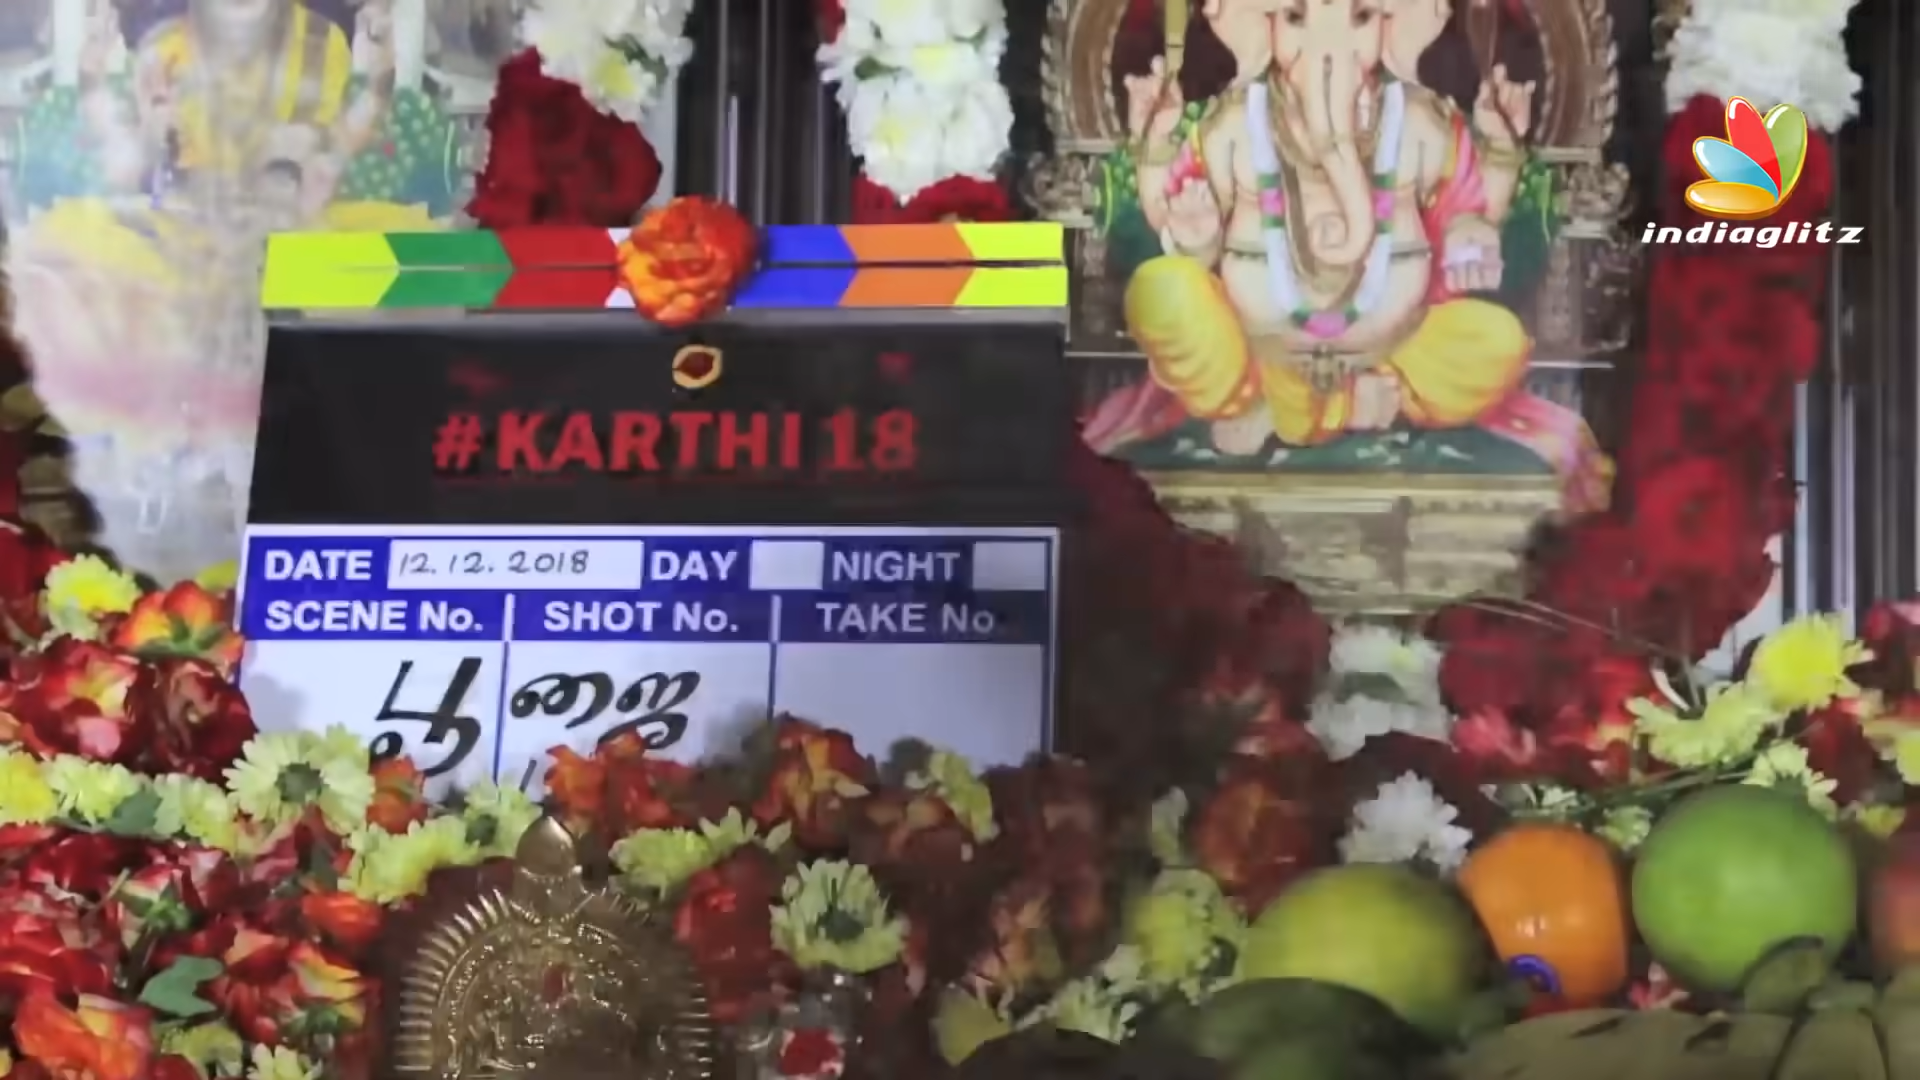 indiaglitz
#KARTHI 18
DATE 12.12.2018 DAY NIGHT
SCENE No. SHOT No. TAKE No.
பூ ஜை